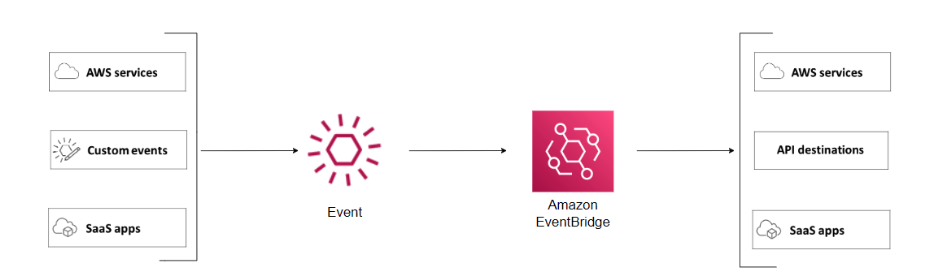 AWS services
Custom events
SaaS apps
Event
Amazon
EventBridge
AWS services
API destinations
SaaS apps